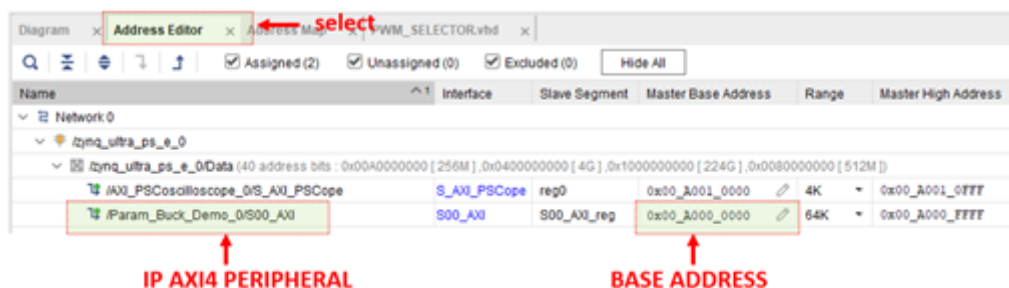 select
Diagram × Address Editor × Address Map × PWM_SELECTOR.vhd ×
Assigned (2) Unassigned (0) Excluded (0) Hide All
Name ^1 Interface Slave Segment Master Base Address Range Master High Address
Network 0
/zynq_ultra_ps_e_0
/zynq_ultra_ps_e_0/Data (40 address bits : 0x00A0000000 [ 256M ] ,0x0400000000 [ 4G ] ,0x1000000000 [ 224G ] ,0x0080000000 [ 512M ])
/AXI_PSCoscilloscope_0/S_AXI_PSCope S_AXI_PSCope reg0 0x00_A001_0000 4K 0x00_A001_0FFF
/Param_Buck_Demo_0/S00_AXI S00_AXI S00_AXI_reg 0x00_A000_0000 64K 0x00_A000_FFFF
IP AXI4 PERIPHERAL BASE ADDRESS